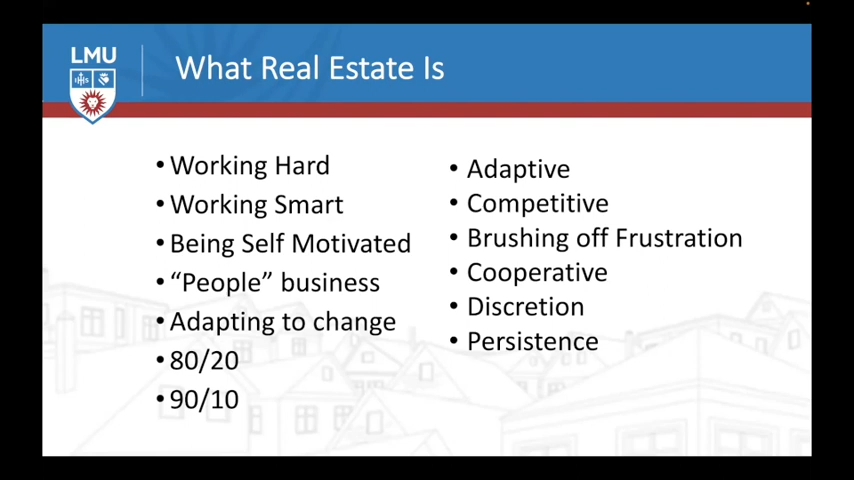 LMU
What Real Estate Is
IHS
• Working Hard
• Working Smart
• Being Self Motivated
• “People” business
• Adapting to change
• 80/20
• 90/10
• Adaptive
• Competitive
• Brushing off Frustration
• Cooperative
• Discretion
• Persistence